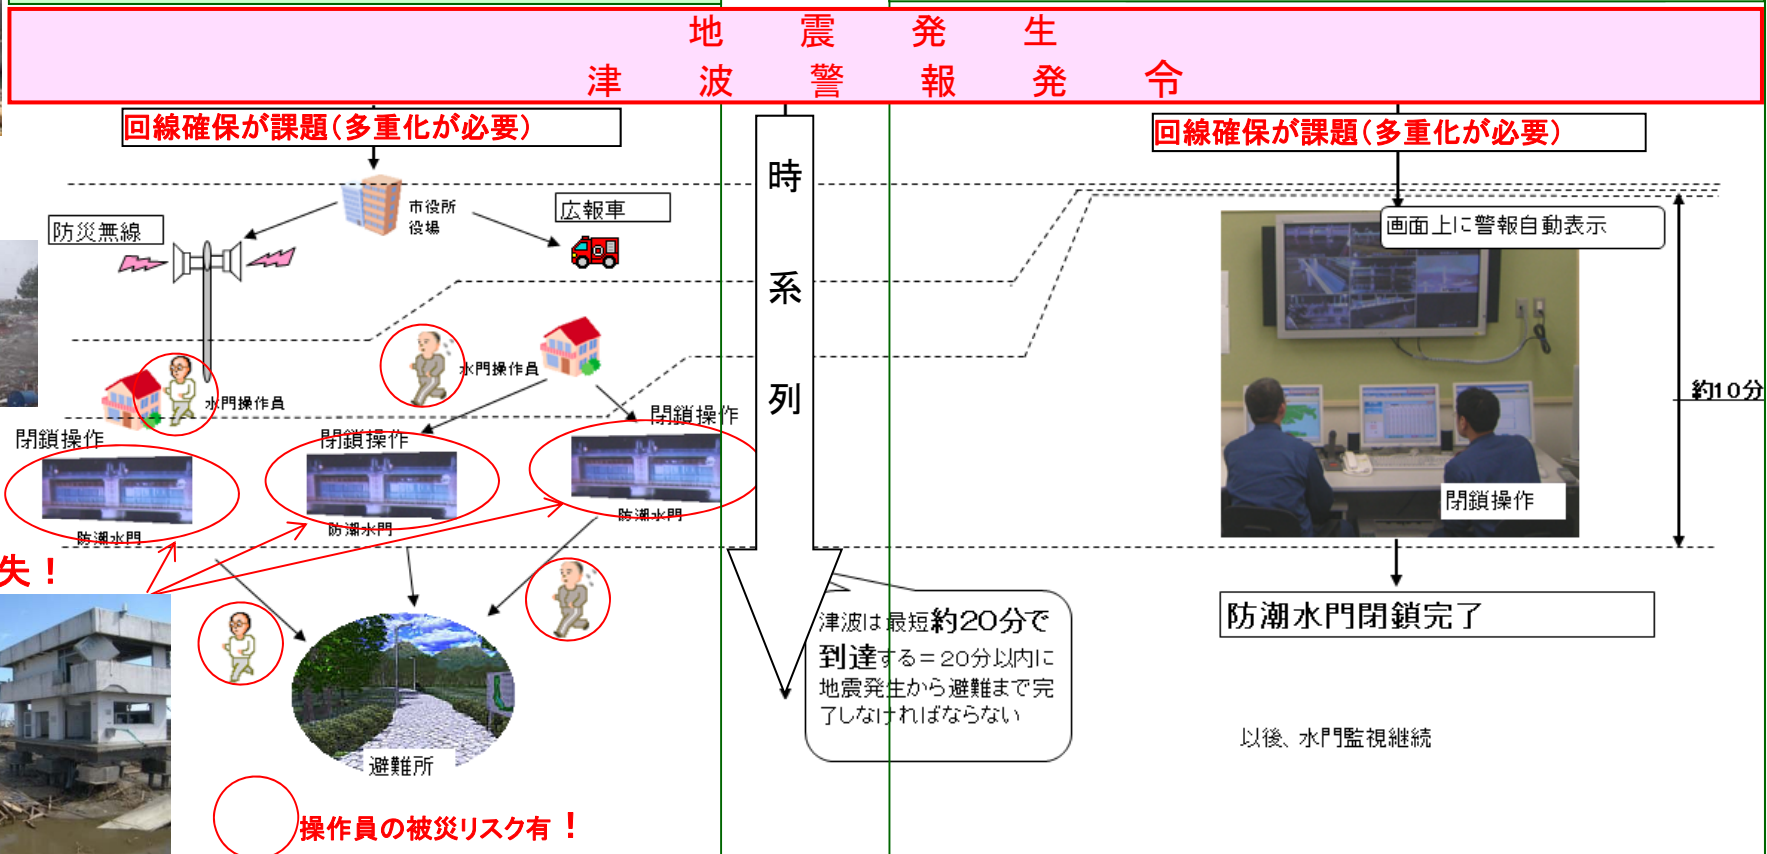 地震発生
津波警報発令
回線確保が課題(多重化が必要)
回線確保が課題(多重化が必要)
時系列
市役所
役場
広報車
防災無線
画面上に警報自動表示
水門操作員
水門操作員
約10分
閉鎖操作
閉鎖操作
閉鎖操作
閉鎖操作
防潮水門
防潮水門
防潮水門
失！
津波は最短約20分で
到達する＝20分以内に
地震発生から避難まで完
了しなければならない
防潮水門閉鎖完了
以後、水門監視継続
避難所
操作員の被災リスク有！